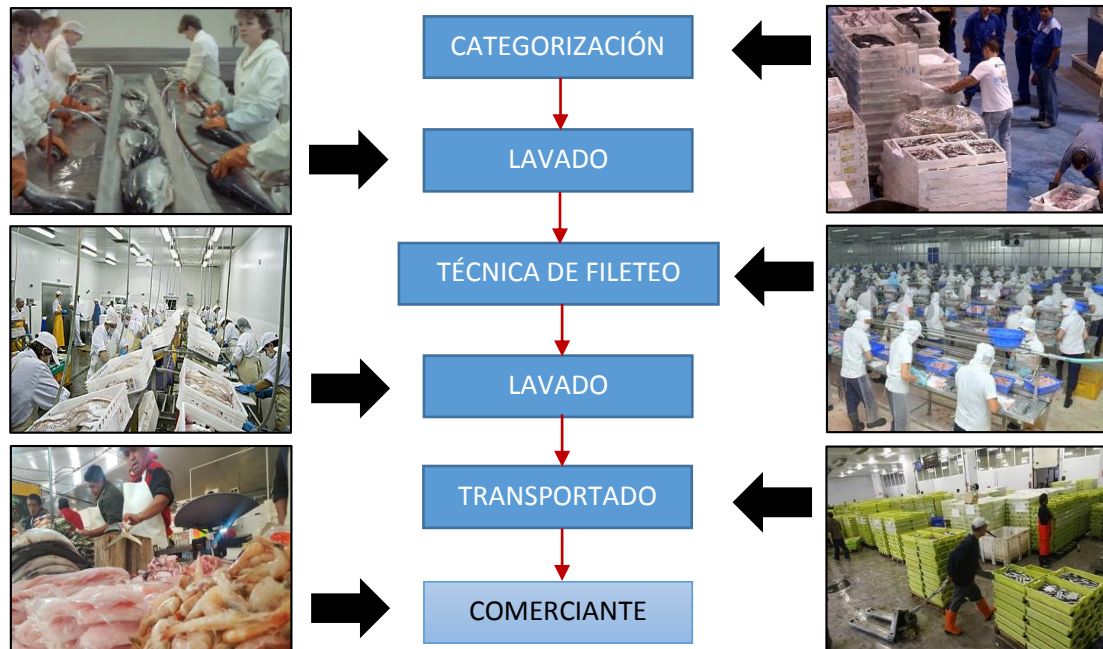 CATEGORIZACIÓN
LAVADO
TÉCNICA DE FILETEO
LAVADO
TRANSPORTADO
COMERCIANTE